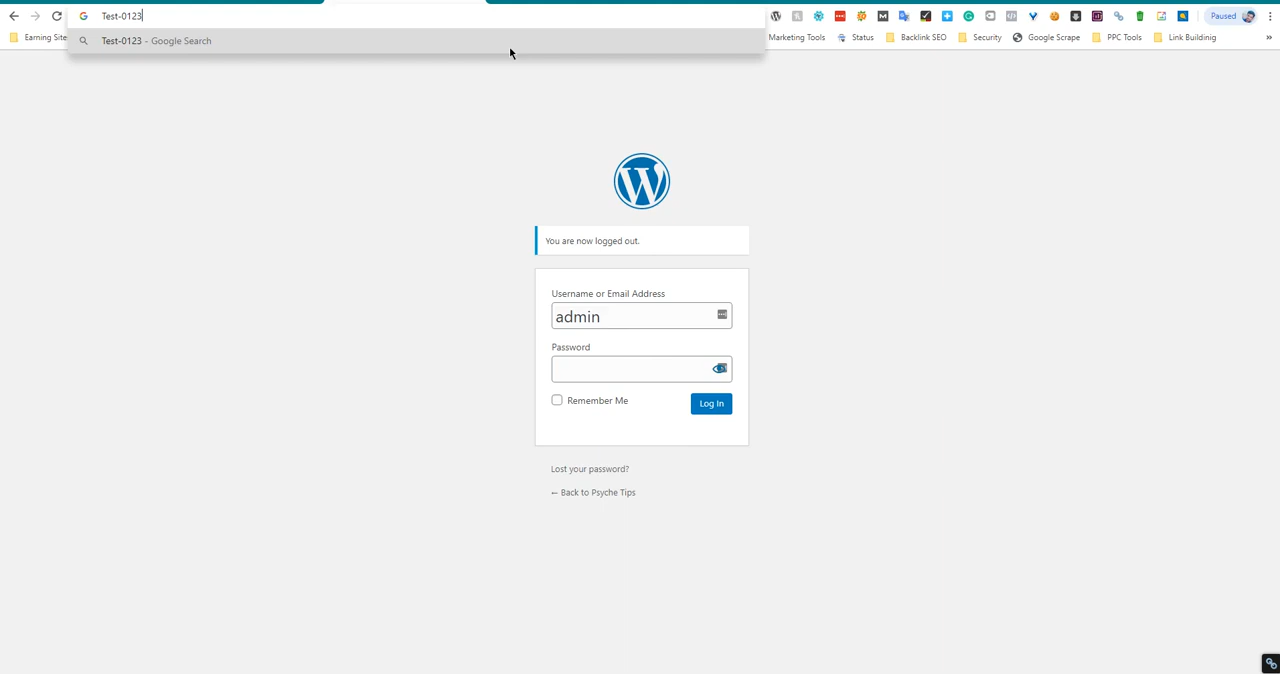 Test-0123
Paused
Test-0123 - Google Search
Earning Site
Marketing Tools
Status
Backlink SEO
Security
Google Scrape
PPC Tools
Link Buildinig
»
You are now logged out.
Username or Email Address
admin
Password
Remember Me
Log In
Lost your password?
← Back to Psyche Tips